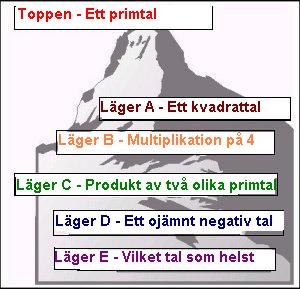 Toppen - Ett primtal
Läger A - Ett kvadrattal
Läger B - Multiplikation på 4
Läger C - Produkt av två olika primtal
Läger D - Ett ojämnt negativ tal
Läger E - Vilket tal som helst